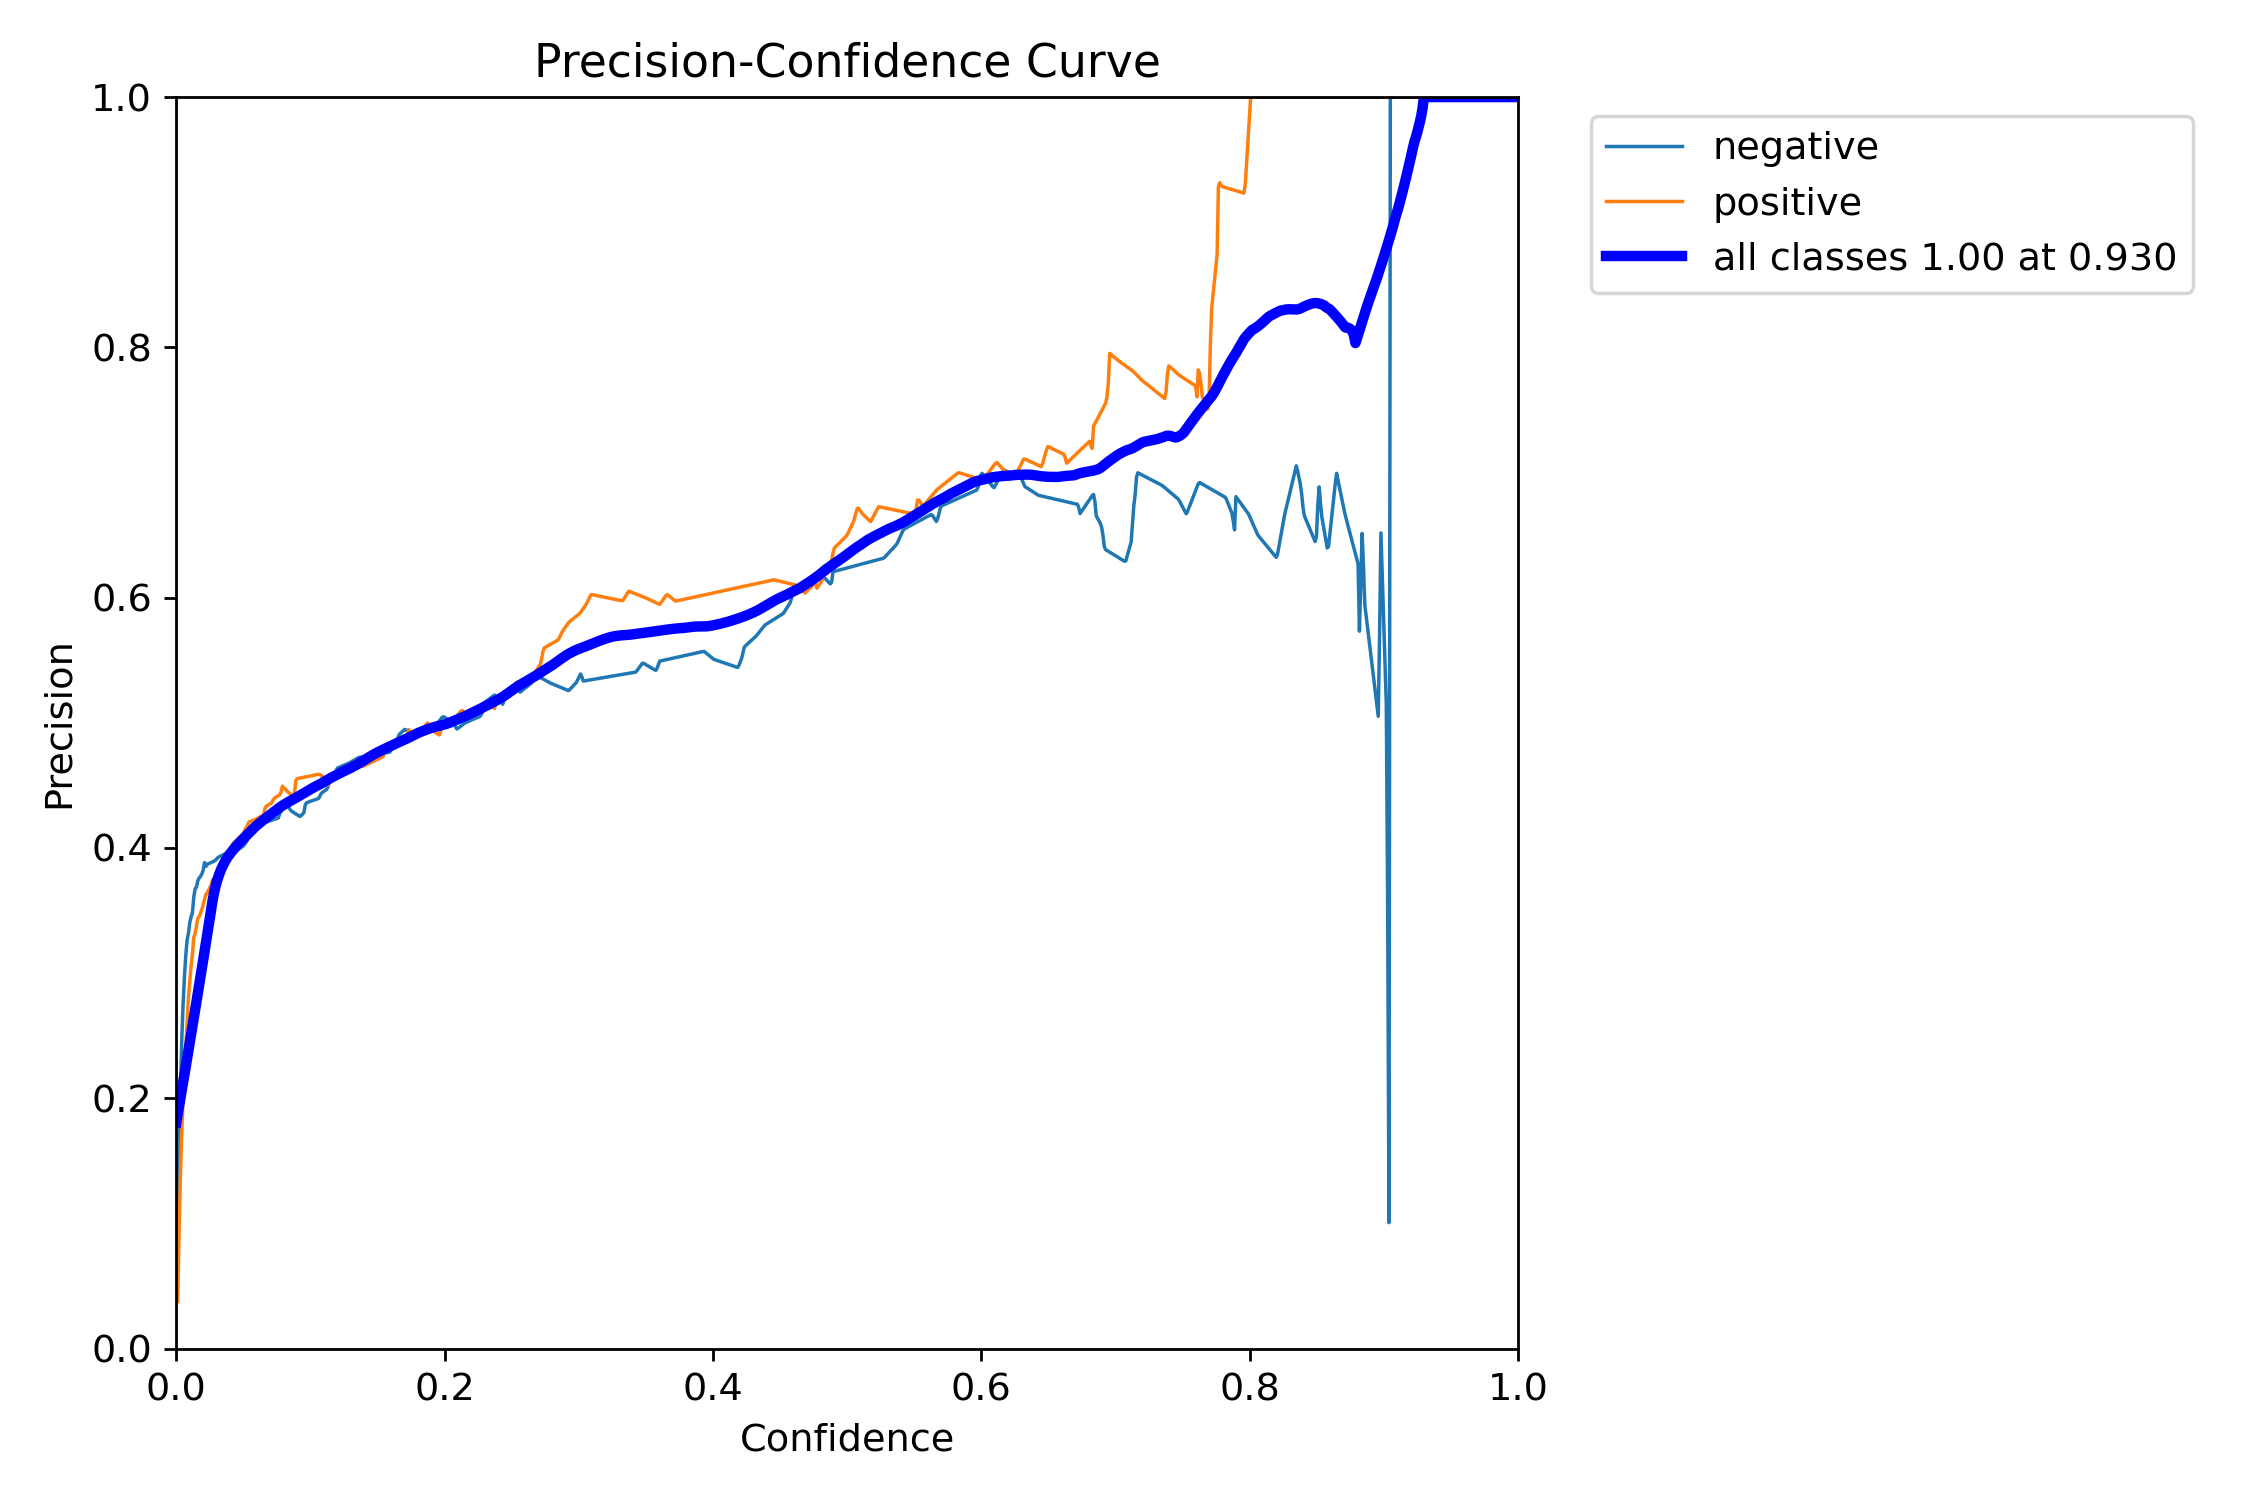 Precision-Confidence Curve
1.0
0.8
0.6
0.4
0.2
0.0
Precision
0.0 0.2 0.4 0.6 0.8 1.0
Confidence
negative
positive
all classes 1.00 at 0.930